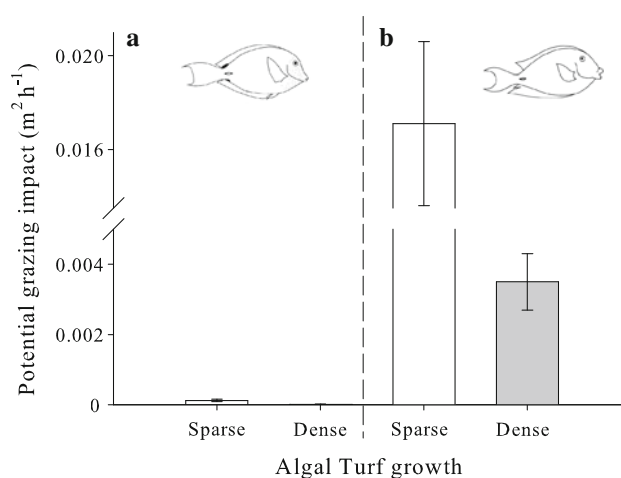 a
b
Potential grazing impact (m² h⁻¹)
0.020
0.016
0.004
0.002
0
Sparse Dense Sparse Dense
Algal Turf growth